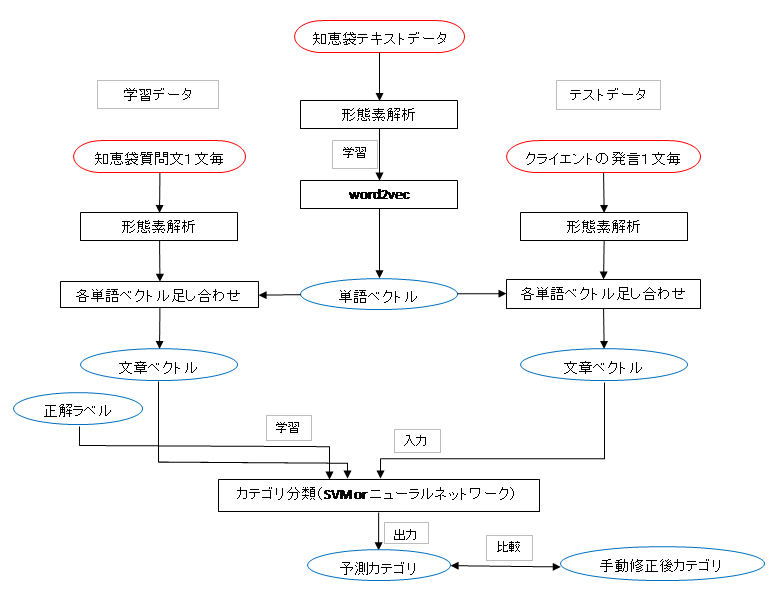 知恵袋テキストデータ
学習データ
テストデータ
形態素解析
学習
知恵袋質問文1文毎
クライエントの発言1文毎
word2vec
形態素解析
形態素解析
各単語ベクトル足し合わせ
単語ベクトル
各単語ベクトル足し合わせ
文章ベクトル
文章ベクトル
正解ラベル
学習
入力
カテゴリ分類(SVM or ニューラルネットワーク)
出力
比較
予測カテゴリ
手動修正後カテゴリ